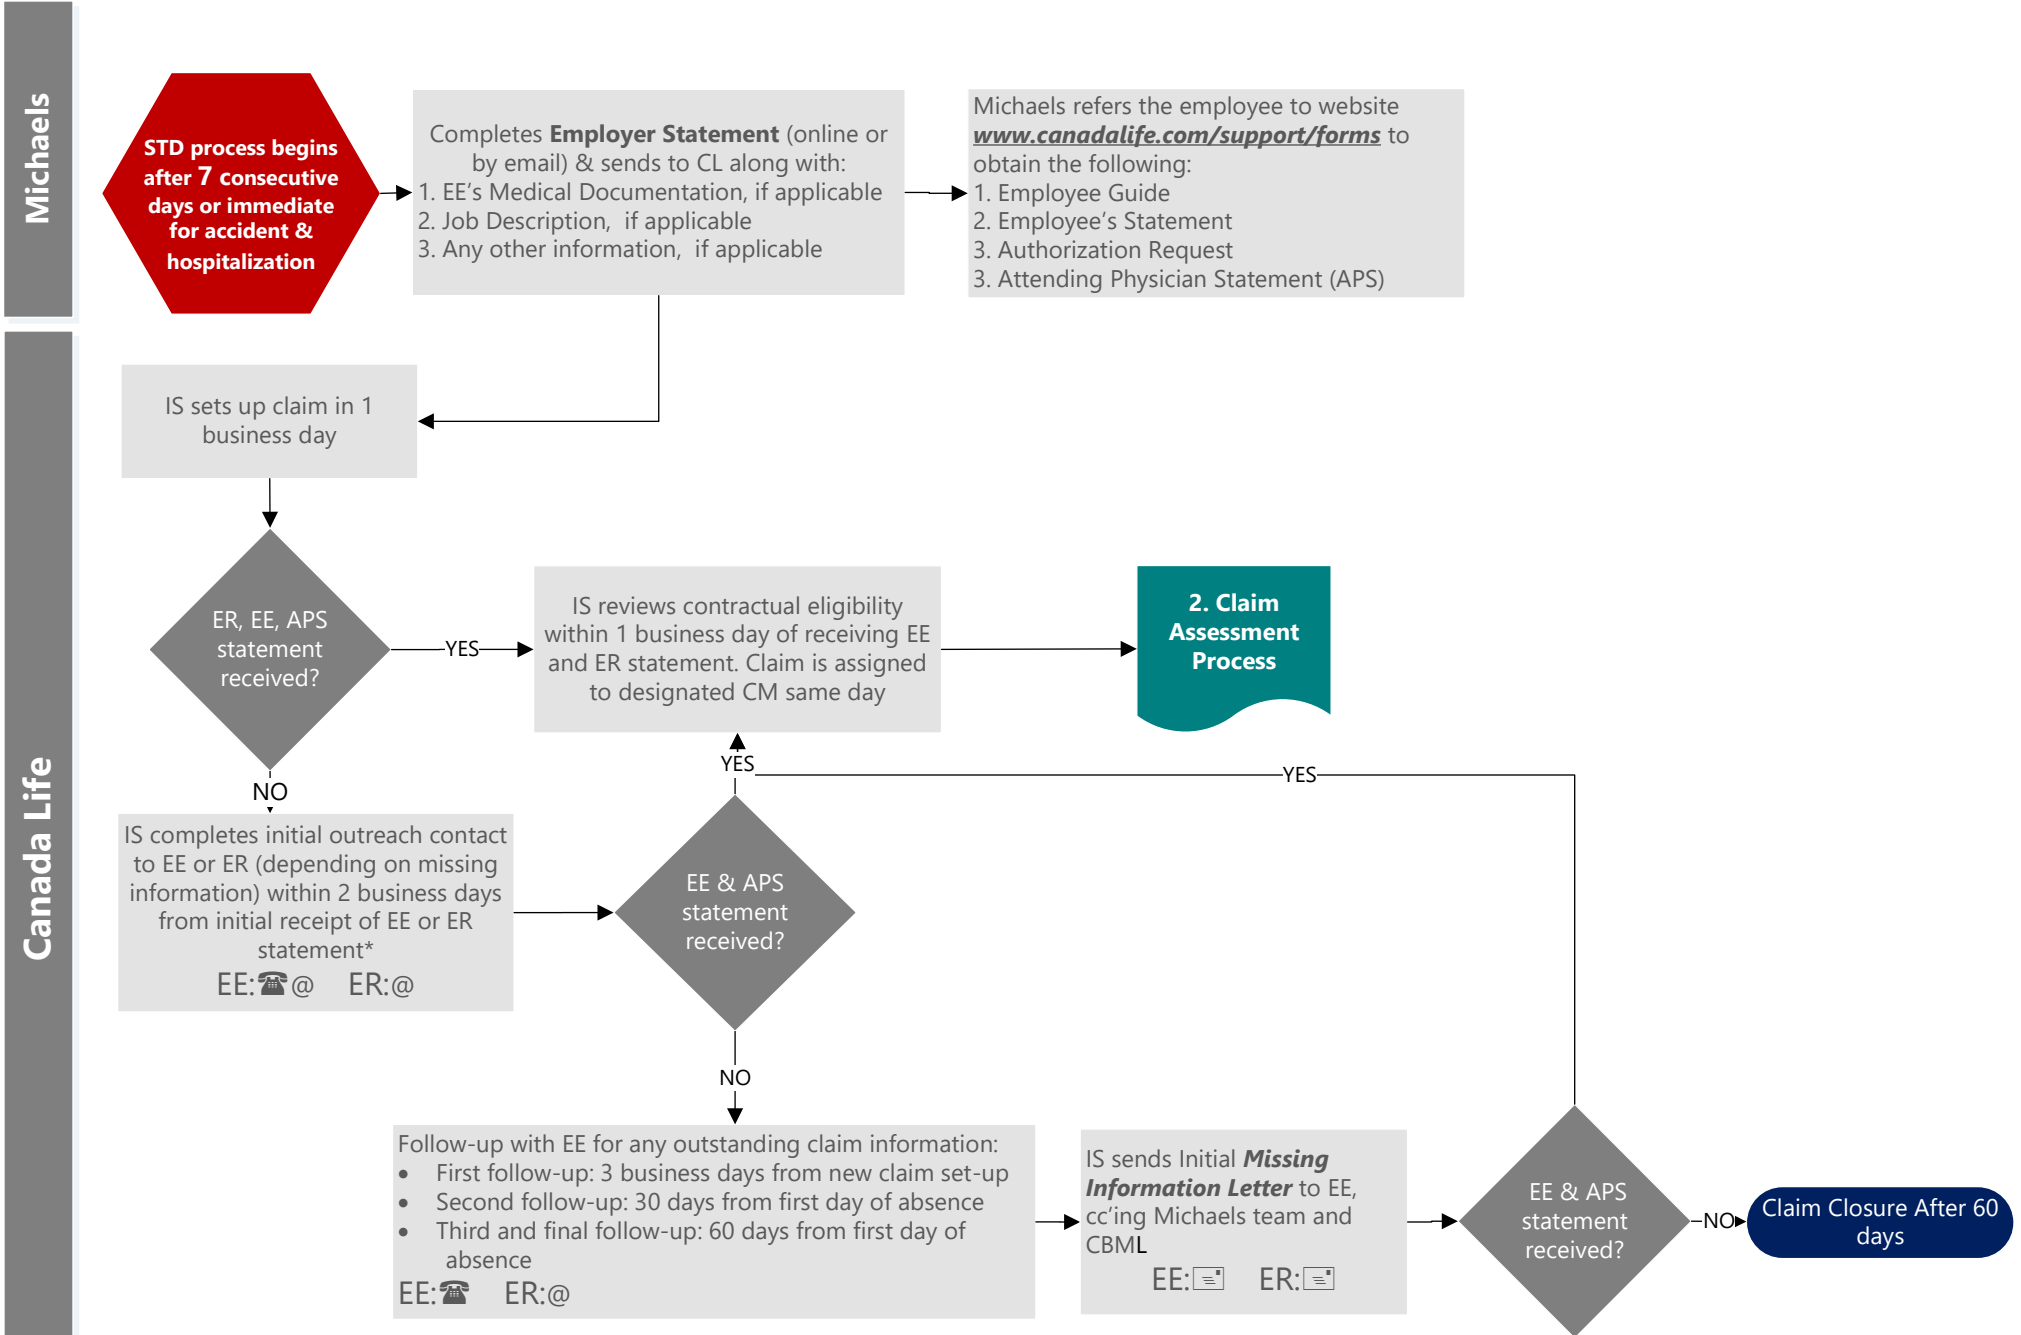 Michaels
STD process begins
after 7 consecutive
days or immediate
for accident &
hospitalization
Completes Employer Statement (online or
by email) & sends to CL along with:
1. EE's Medical Documentation, if applicable
2. Job Description,  if applicable
3. Any other information,  if applicable
Michaels refers the employee to website
www.canadalife.com/support/forms to
obtain the following:
1. Employee Guide
2. Employee's Statement
3. Authorization Request
3. Attending Physician Statement (APS)
Canada Life
IS sets up claim in 1
business day
ER, EE, APS
statement
received?
YES
IS reviews contractual eligibility
within 1 business day of receiving EE
and ER statement. Claim is assigned
to designated CM same day
2. Claim
Assessment
Process
NO
YES
YES
IS completes initial outreach contact
to EE or ER (depending on missing
information) within 2 business days
from initial receipt of EE or ER
statement*
EE:☎@ ER:@
EE & APS
statement
received?
NO
Follow-up with EE for any outstanding claim information:
• First follow-up: 3 business days from new claim set-up
• Second follow-up: 30 days from first day of absence
• Third and final follow-up: 60 days from first day of
absence
EE:☎ ER:@
IS sends Initial Missing
Information Letter to EE,
cc'ing Michaels team and
CBML
EE: ER:
EE & APS
statement
received?
NO
Claim Closure After 60
days